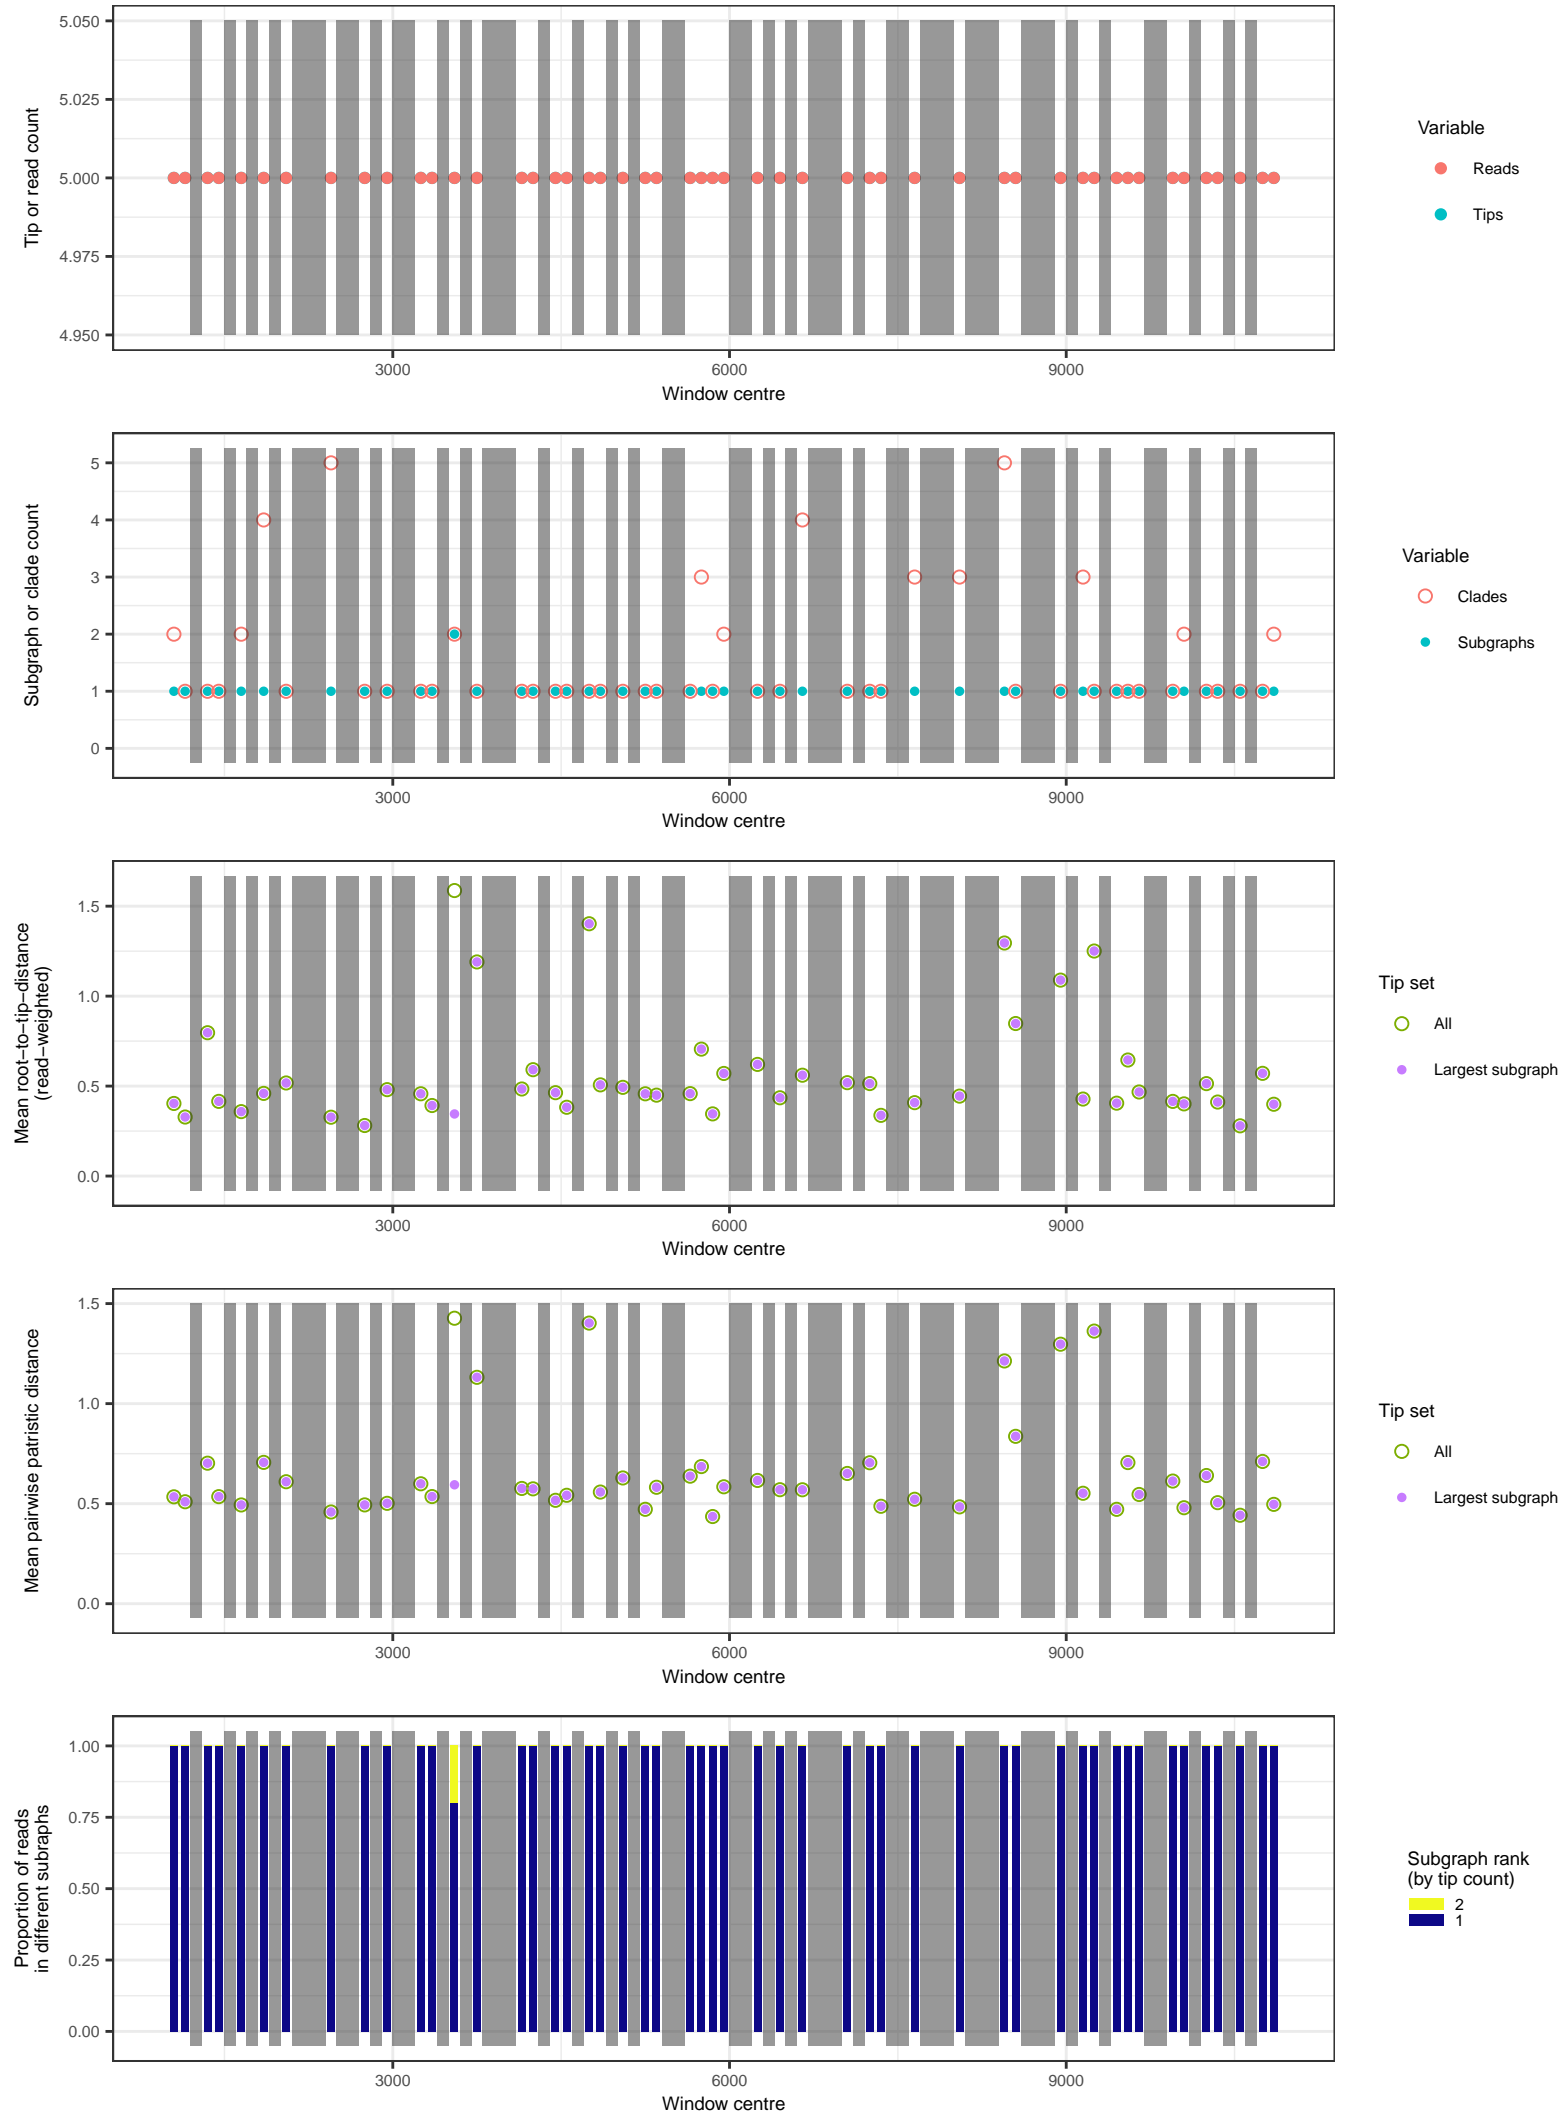 5.050
5.025
5.000
4.975
4.950
Tip or read count
3000
6000
9000
Window centre
Variable
Reads
Tips
5
4
3
2
1
0
Subgraph or clade count
3000
6000
9000
Window centre
Variable
Clades
Subgraphs
1.5
1.0
0.5
0.0
Mean root−to−tip−distance
(read−weighted)
3000
6000
9000
Window centre
Tip set
All
Largest subgraph
1.5
1.0
0.5
0.0
Mean pairwise patristic distance
3000
6000
9000
Window centre
Tip set
All
Largest subgraph
1.00
0.75
0.50
0.25
0.00
Proportion of reads
in different subraphs
3000
6000
9000
Window centre
Subgraph rank
(by tip count)
2
1